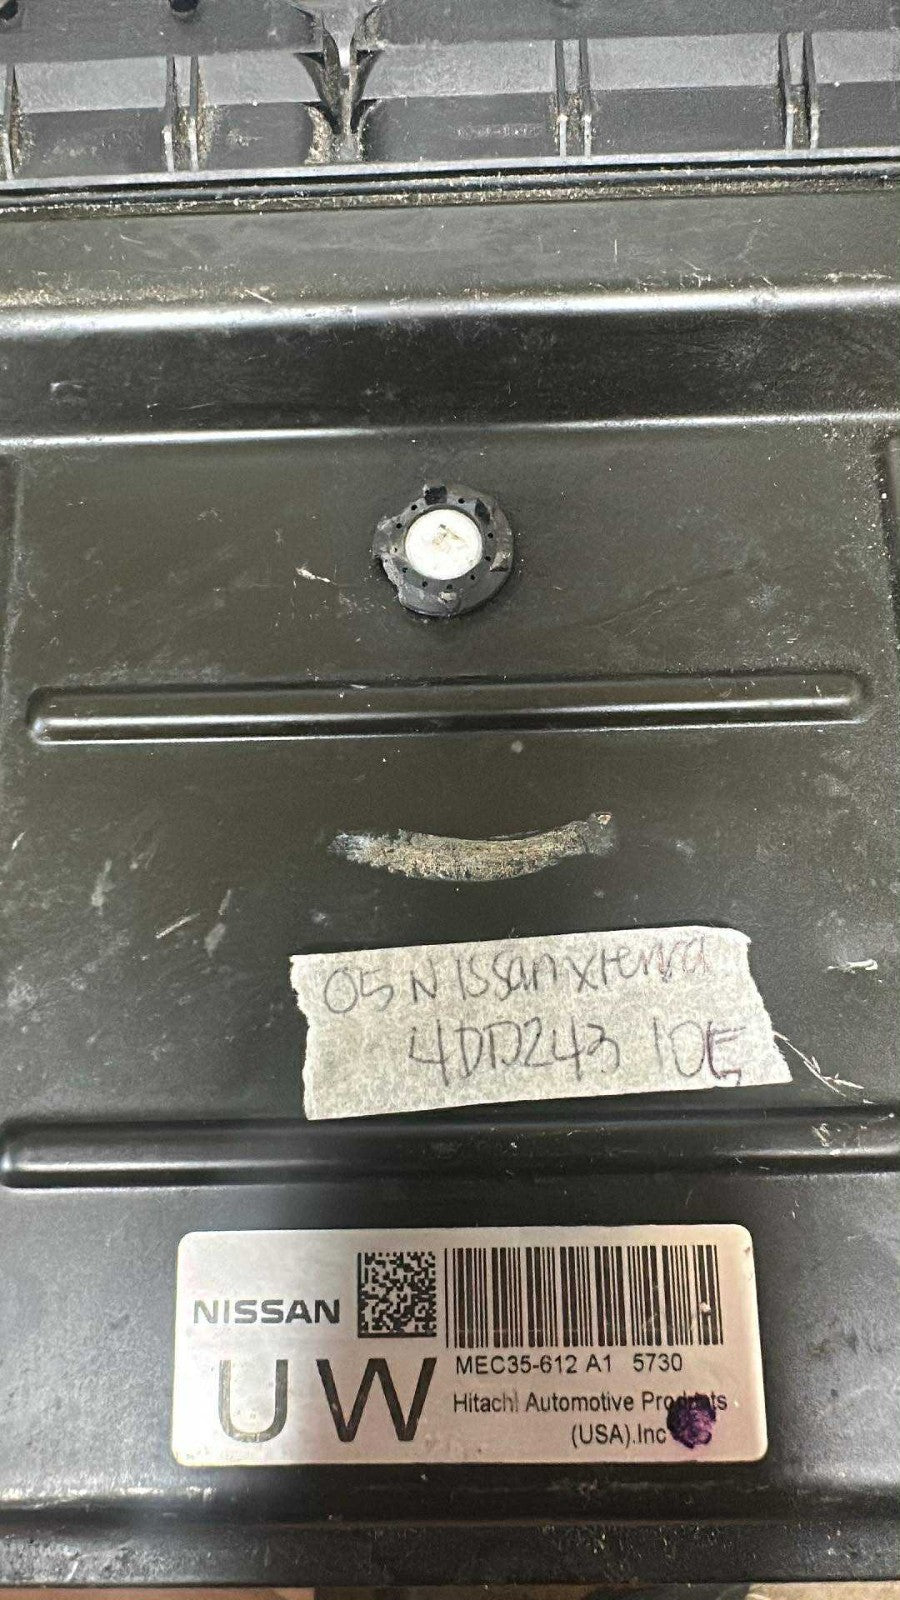 05 Nissan xterra
4DD243 10E
NISSAN
UW
MEC35-612 A1 5730
Hitachi Automotive Products
(USA).Inc